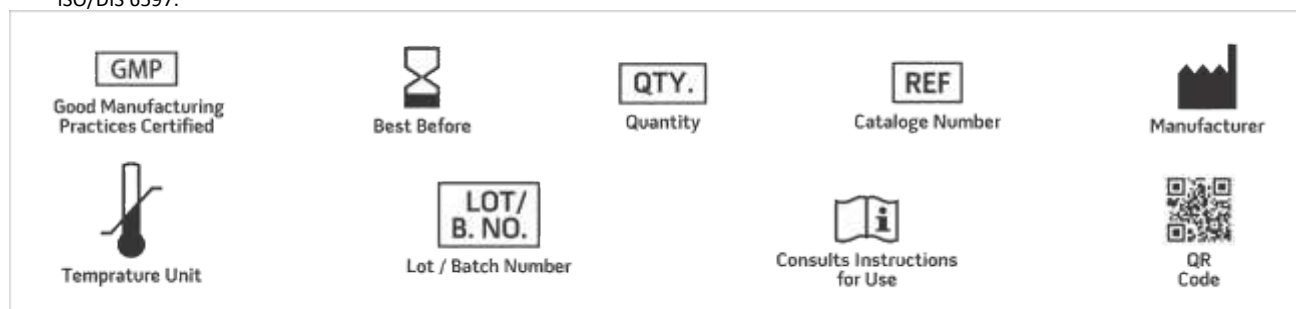 ISO/DIS 6597.
GMP
Good Manufacturing
Practices Certified
Best Before
QTY.
Quantity
REF
Cataloge Number
Manufacturer
Temprature Unit
LOT/
B. NO.
Lot / Batch Number
i
Consults Instructions
for Use
QR
Code